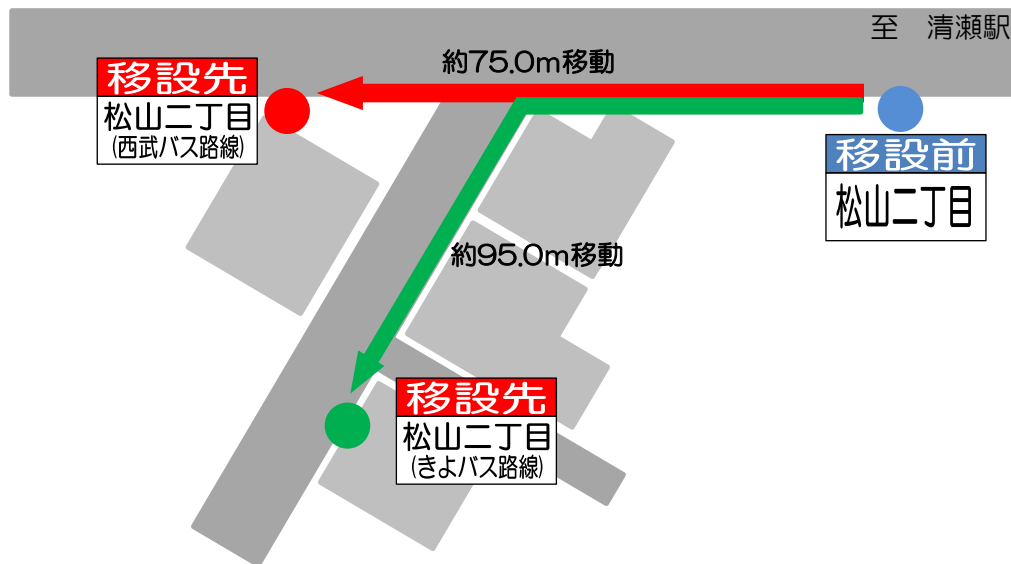 至　清瀬駅
約75.0m移動
移設先
松山二丁目
(西武バス路線)
移設前
松山二丁目
約95.0m移動
移設先
松山二丁目
(きよバス路線)